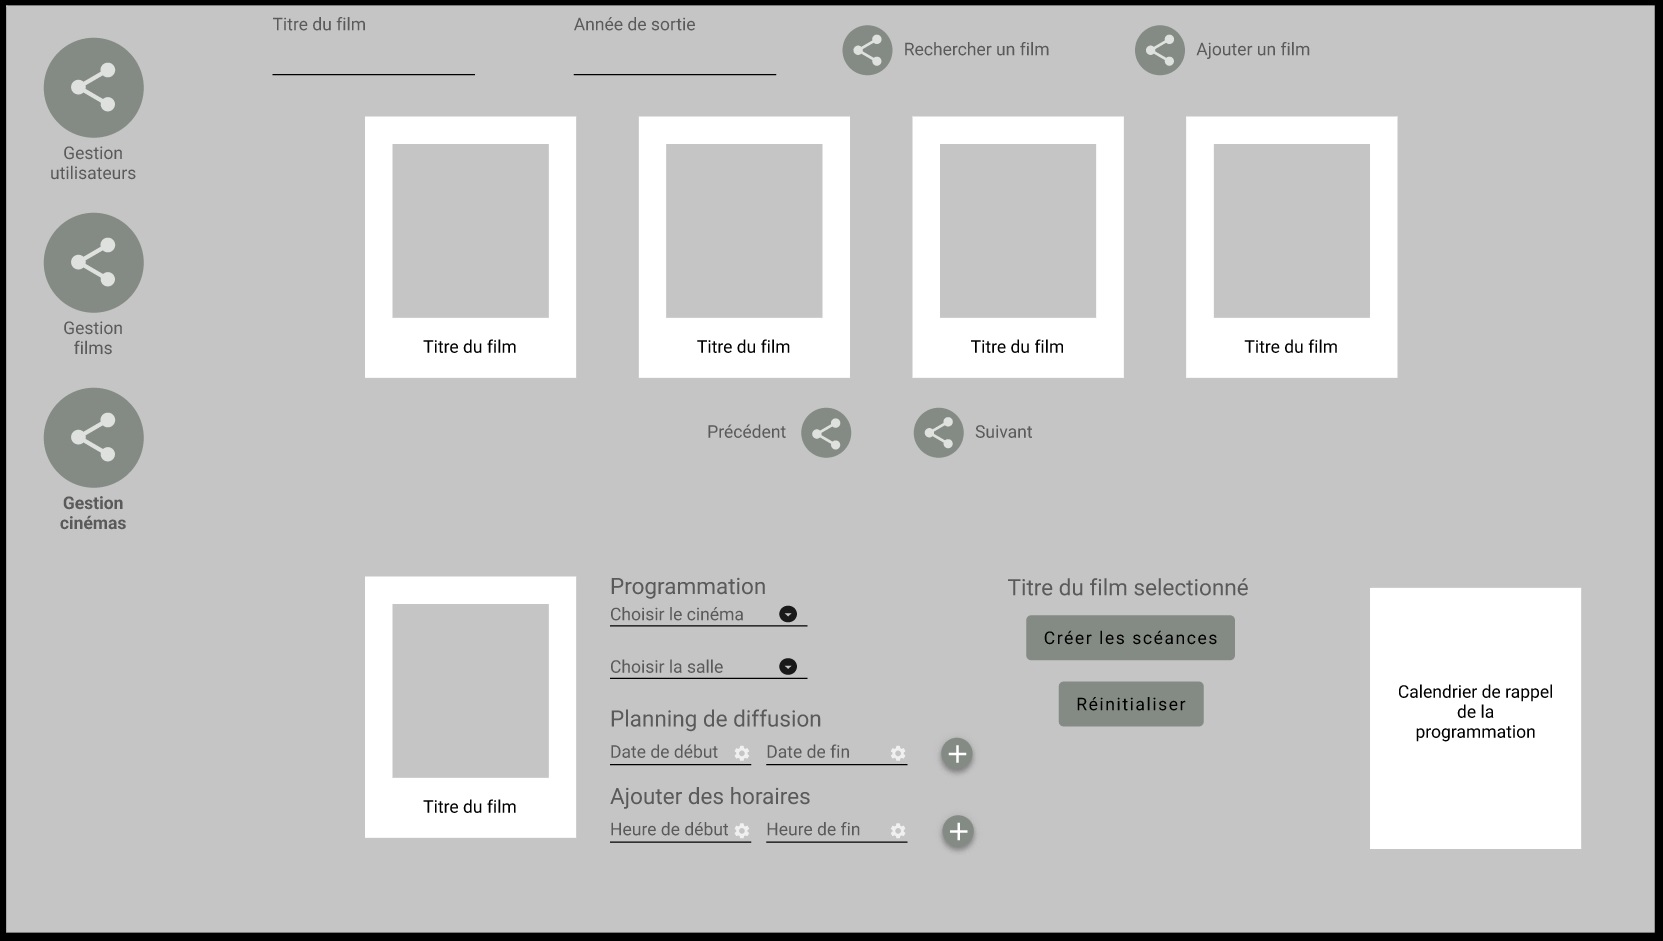 Titre du film
Année de sortie
Rechercher un film
Ajouter un film
Gestion
utilisateurs
Gestion
films
Gestion
cinémas
Titre du film
Titre du film
Titre du film
Titre du film
Précédent
Suivant
Titre du film
Programmation
Choisir le cinéma
Choisir la salle
Planning de diffusion
Date de début
Date de fin
Ajouter des horaires
Heure de début
Heure de fin
Titre du film selectionné
Créer les scéances
Réinitialiser
Calendrier de rappel
de la
programmation